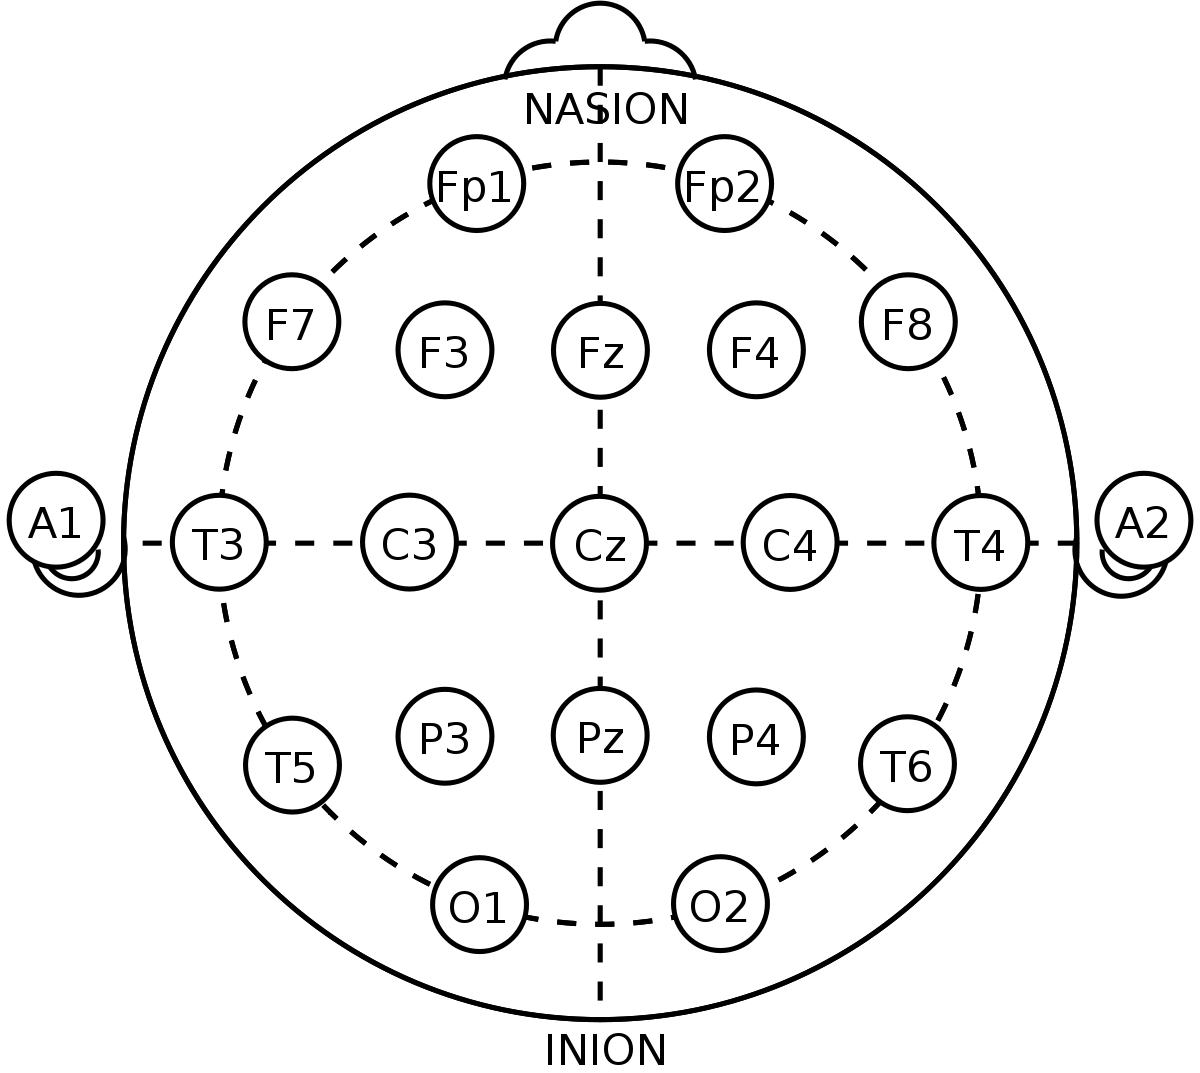 NASION
Fp1 Fp2
F7 F3 Fz F4 F8
A1 T3 C3 Cz C4 T4 A2
T5 P3 Pz P4 T6
O1 O2
INION